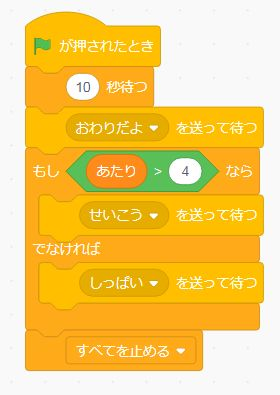 が押されたとき
10 秒待つ
おわりだよ を送って待つ
もし あたり > 4 なら
せいこう を送って待つ
でなければ
しっぱい を送って待つ
すべてを止める